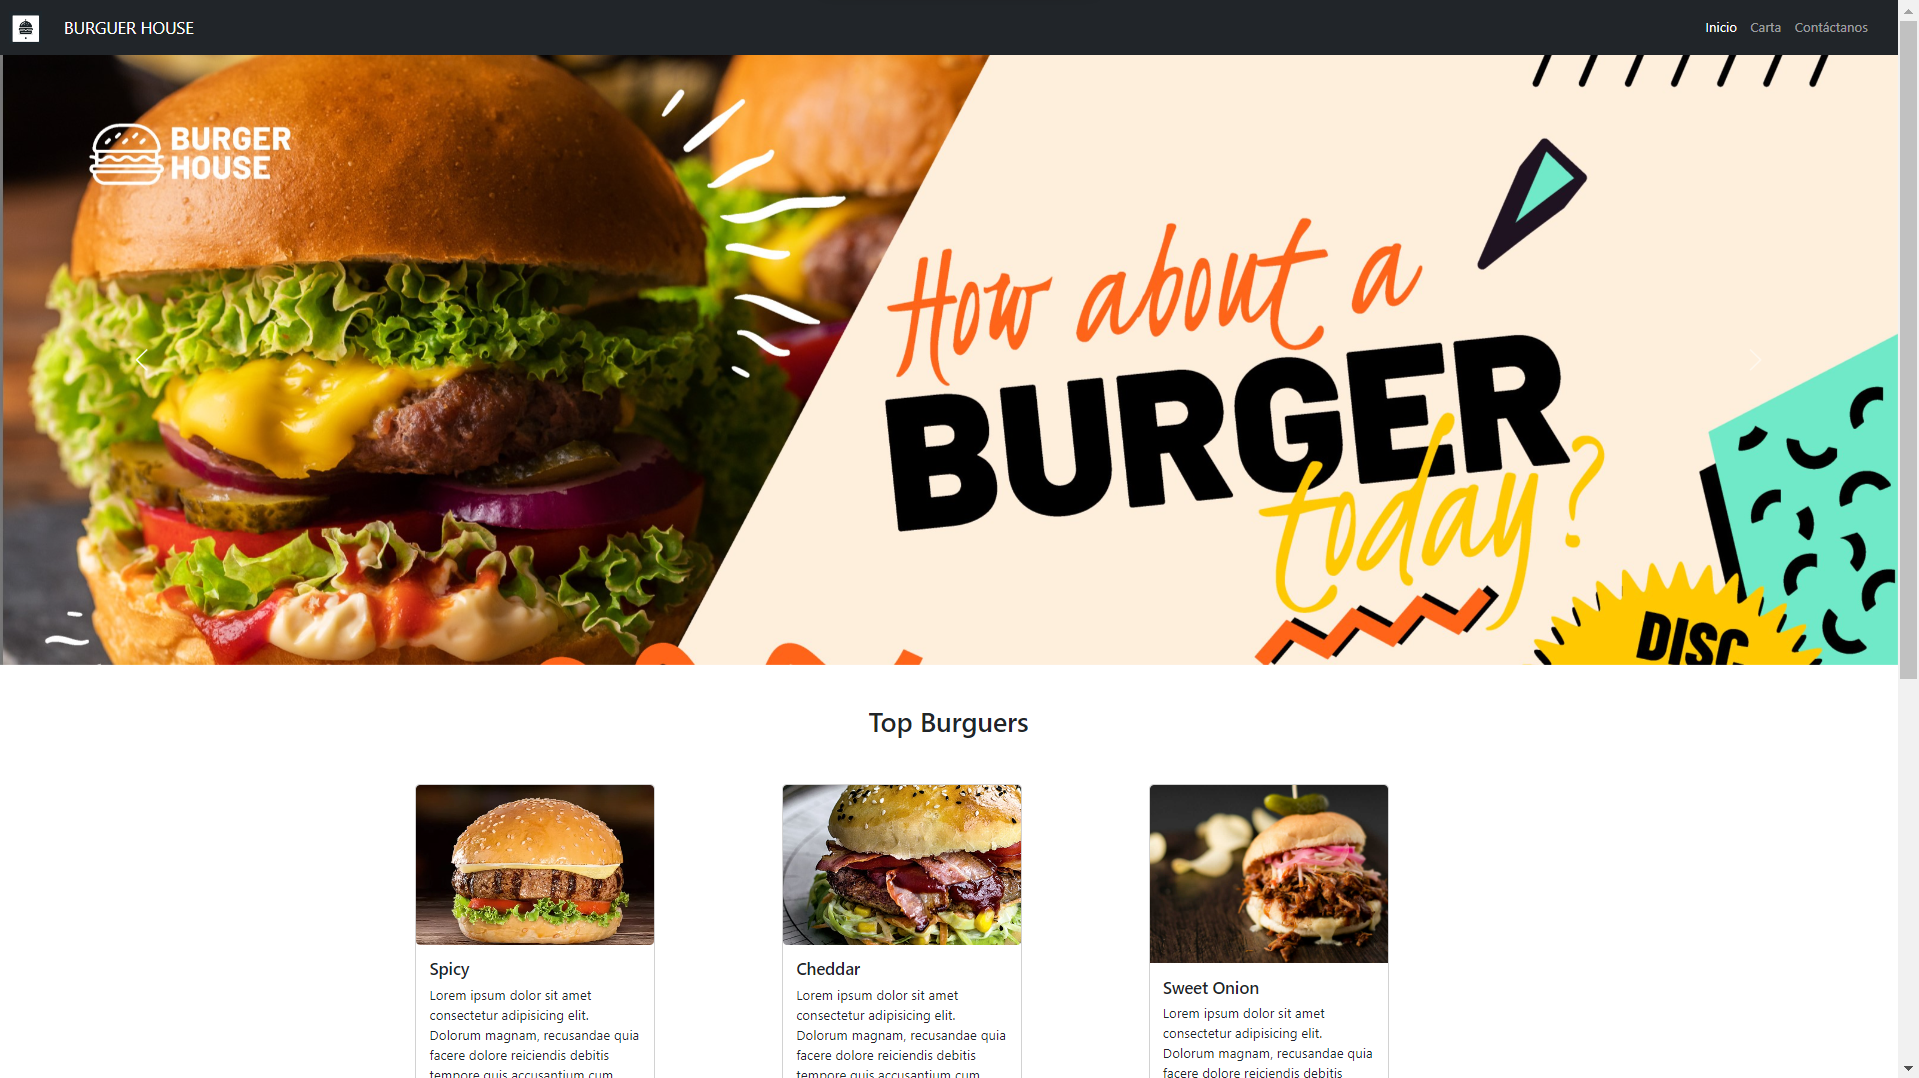 BURGUER HOUSE
Inicio Carta Contáctanos
BURGER
HOUSE
How about a
BURGER
today?
DISC
Top Burguers
Spicy
Lorem ipsum dolor sit amet
consectetur adipisicing elit.
Dolorum magnam, recusandae quia
facere dolore reiciendis debitis
tempore quis accusantium cum
Cheddar
Lorem ipsum dolor sit amet
consectetur adipisicing elit.
Dolorum magnam, recusandae quia
facere dolore reiciendis debitis
tempore quis accusantium cum
Sweet Onion
Lorem ipsum dolor sit amet
consectetur adipisicing elit.
Dolorum magnam, recusandae quia
facere dolore reiciendis debitis